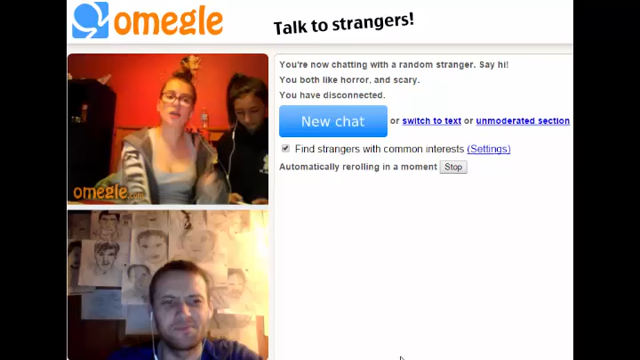 omegle
Talk to strangers!
You're now chatting with a random stranger. Say hi!
You both like horror, and scary.
You have disconnected.
New chat or switch to text or unmoderated section
Find strangers with common interests (Settings)
Automatically rerolling in a moment Stop
omegle.com